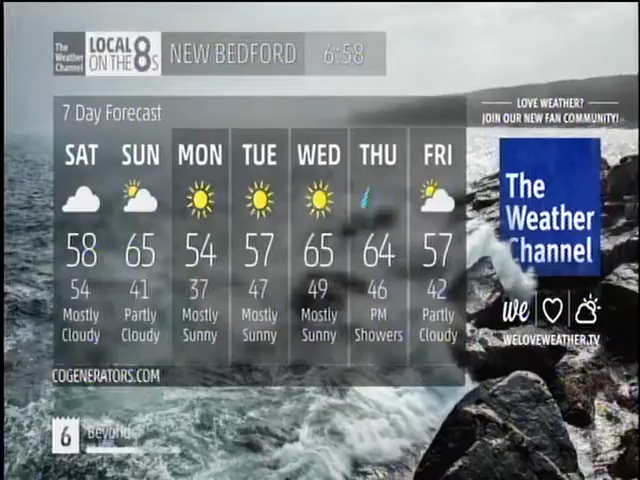 The Weather Channel
LOCAL ON THE 8s
NEW BEDFORD
6:58
7 Day Forecast
SAT SUN MON TUE WED THU FRI
58 65 54 57 65 64 57
54 41 37 47 49 46 42
Mostly Partly Mostly Mostly Mostly PM Partly
Cloudy Cloudy Sunny Sunny Sunny Showers Cloudy
COGENERATORS.COM
6 Beyond
LOVE WEATHER?
JOIN OUR NEW FAN COMMUNITY!
The
Weather
Channel
we
WELOVEWEATHER.TV